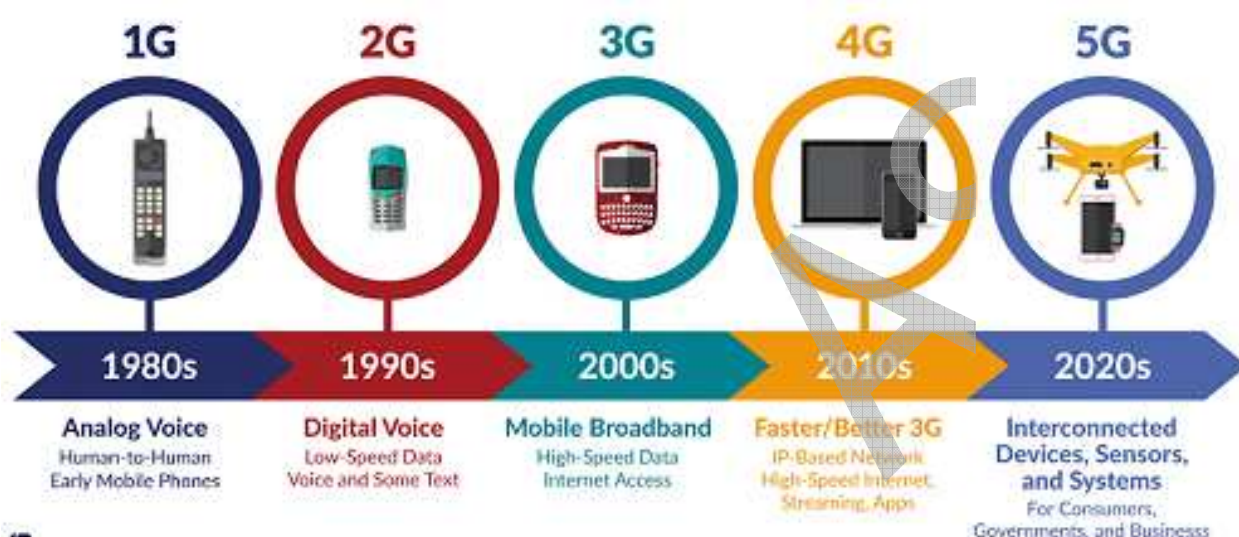 1G
2G
3G
4G
5G
1980s
1990s
2000s
2010s
2020s
Analog Voice
Human-to-Human
Early Mobile Phones
Digital Voice
Low-Speed Data
Voice and Some Text
Mobile Broadband
High-Speed Data
Internet Access
Faster/Better 3G
IP-Based Network
High-Speed Internet,
Streaming, Apps
Interconnected
Devices, Sensors,
and Systems
For Consumers,
Governments, and Businesss